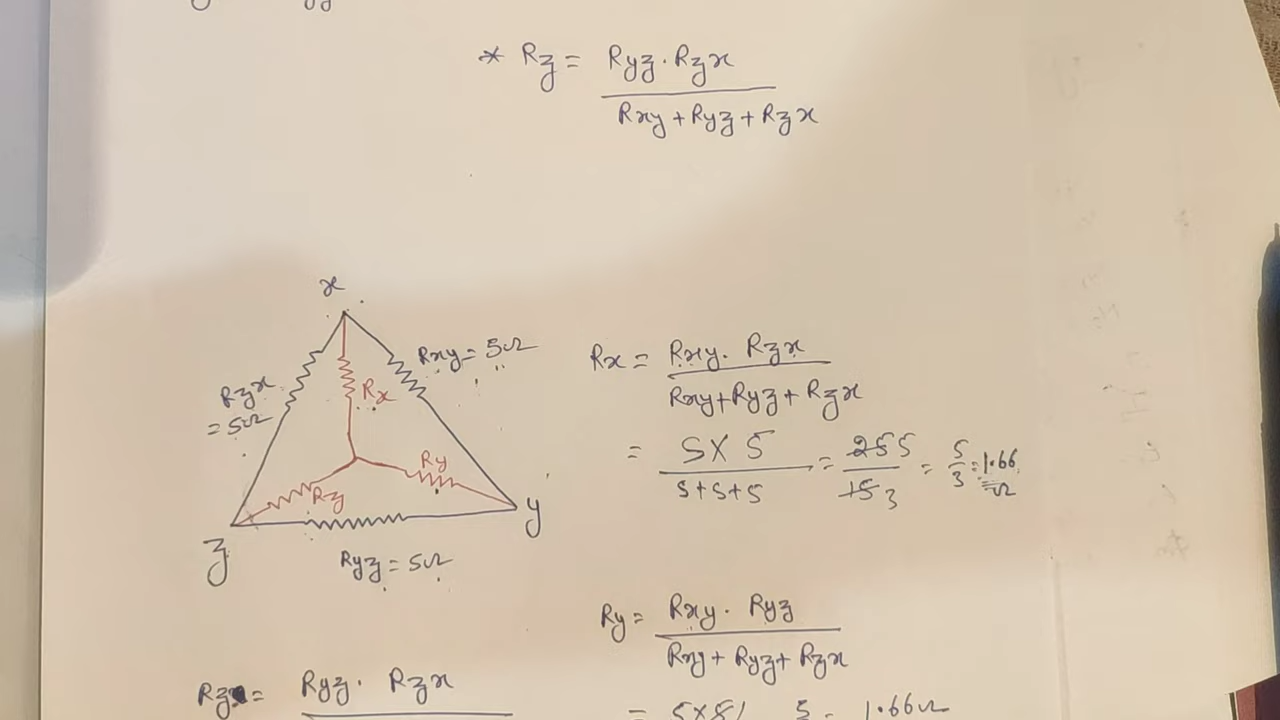 * Rz = Ryz . Rzx
Rxy + Ryz + Rzx
x
Rxy = 5Ω
Rzx
= 5Ω
Rx
Ry
Rz
z
y
Ryz = 5Ω
Rx = Rxy . Rzx
Rxy + Ryz + Rzx
= 5 X 5 = 25 5 = 5 = 1.66
5+5+5 15 3 3 Ω
Ry = Rxy . Ryz
Rxy + Ryz + Rzx
Rz = Ryz . Rzx
= 1.66Ω